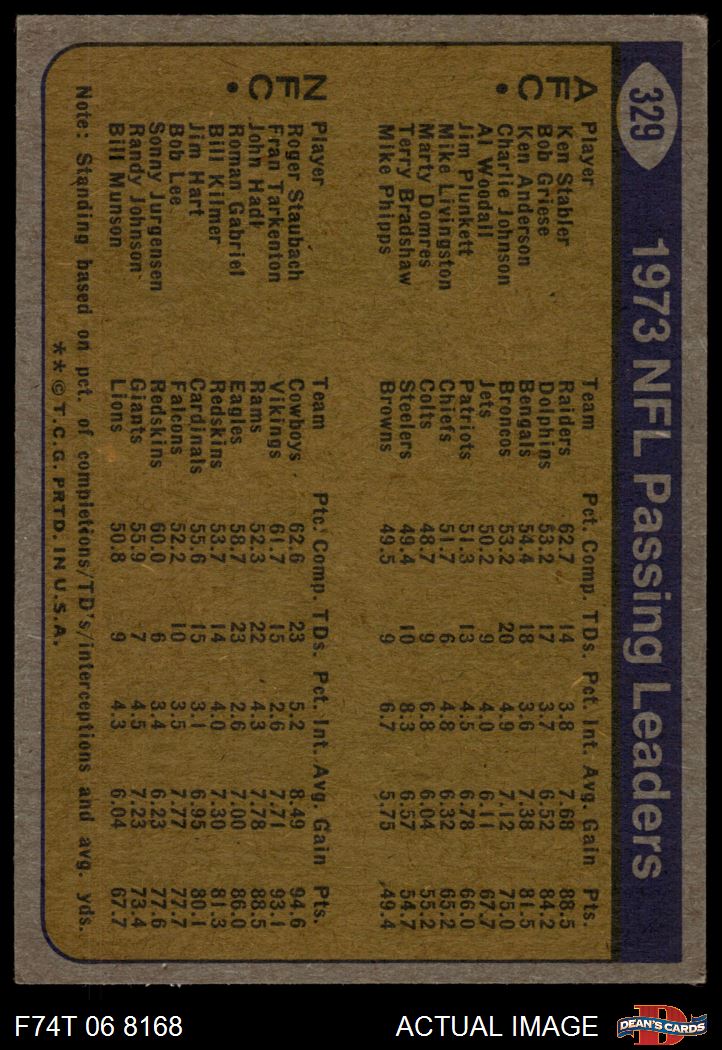 329
1973 NFL Passing Leaders
AFC •
Player Team Pct. Comp. TDs. Pct. Int. Avg. Gain Pts.
Ken Stabler Raiders 62.7 14 3.8 7.68 88.5
Bob Griese Dolphins 53.2 17 3.7 6.52 84.2
Ken Anderson Bengals 54.4 18 3.6 7.38 81.5
Charlie Johnson Broncos 53.2 20 4.9 7.12 75.0
Al Woodall Jets 50.2 9 4.0 6.11 67.7
Jim Plunkett Patriots 51.3 13 4.5 6.78 66.0
Mike Livingston Chiefs 51.7 6 4.8 6.32 65.2
Marty Domres Colts 48.7 9 6.8 6.04 55.2
Terry Bradshaw Steelers 49.4 10 8.3 6.57 54.7
Mike Phipps Browns 49.5 9 6.7 5.75 49.4
NFC •
Player Team Ptc. Comp. TDs. Pct. Int. Avg. Gain Pts.
Roger Staubach Cowboys 62.6 23 5.2 8.49 94.6
Fran Tarkenton Vikings 61.7 15 2.6 7.71 93.1
John Hadl Rams 52.3 22 4.3 7.78 88.5
Roman Gabriel Eagles 58.7 23 2.6 7.00 86.0
Bill Kilmer Redskins 53.7 14 4.0 7.30 81.3
Jim Hart Cardinals 55.6 15 3.1 6.95 80.1
Bob Lee Falcons 52.2 10 3.5 7.77 77.7
Sonny Jurgensen Redskins 60.0 6 3.4 6.23 77.6
Randy Johnson Giants 55.9 7 4.5 7.23 73.4
Bill Munson Lions 50.8 9 4.3 6.04 67.7
Note: Standing based on pct. of completions/TD's/interceptions and avg. yds.
**© T.C.G. PRTD. IN U.S.A.
F74T 06 8168 ACTUAL IMAGE
D
DEAN'S CARDS